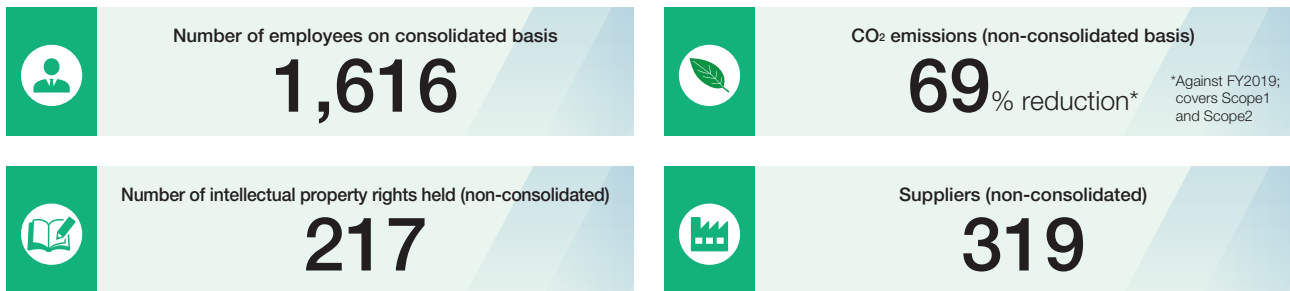 Number of employees on consolidated basis
1,616
CO₂ emissions (non-consolidated basis)
69% reduction*
*Against FY2019;
covers Scope1
and Scope2
Number of intellectual property rights held (non-consolidated)
217
Suppliers (non-consolidated)
319